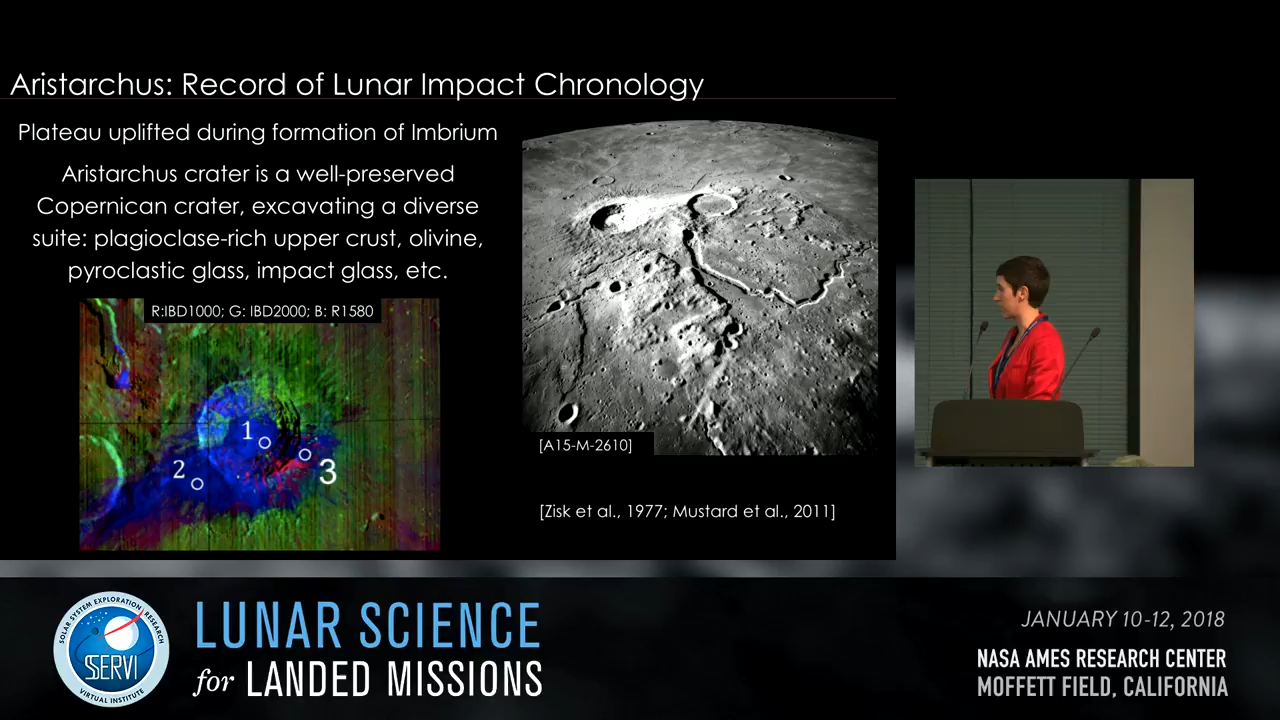 Aristarchus: Record of Lunar Impact Chronology
Plateau uplifted during formation of Imbrium
Aristarchus crater is a well-preserved
Copernican crater, excavating a diverse
suite: plagioclase-rich upper crust, olivine,
pyroclastic glass, impact glass, etc.
R:IBD1000; G: IBD2000; B: R1580
1
2
3
[A15-M-2610]
[Zisk et al., 1977; Mustard et al., 2011]
SOLAR SYSTEM EXPLORATION RESEARCH
SSERVI
VIRTUAL INSTITUTE
LUNAR SCIENCE
for LANDED MISSIONS
JANUARY 10-12, 2018
NASA AMES RESEARCH CENTER
MOFFETT FIELD, CALIFORNIA